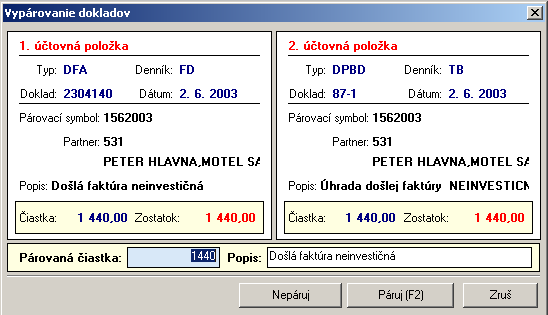 Vypárovanie dokladov
1. účtovná položka
Typ: DFA Denník: FD
Doklad: 2304140 Dátum: 2. 6. 2003
Párovací symbol: 1562003
Partner: 531
PETER HLAVNA,MOTEL SA
Popis: Došlá faktúra neinvestičná
Čiastka: 1 440,00 Zostatok: 1 440,00
2. účtovná položka
Typ: DPBD Denník: TB
Doklad: 87-1 Dátum: 2. 6. 2003
Párovací symbol: 1562003
Partner: 531
PETER HLAVNA,MOTEL SA
Popis: Úhrada došlej faktúry NEINVESTICN
Čiastka: 1 440,00 Zostatok: 1 440,00
Párovaná čiastka: 1440 Popis: Došlá faktúra neinvestičná
Nepáruj Páruj (F2) Zruš